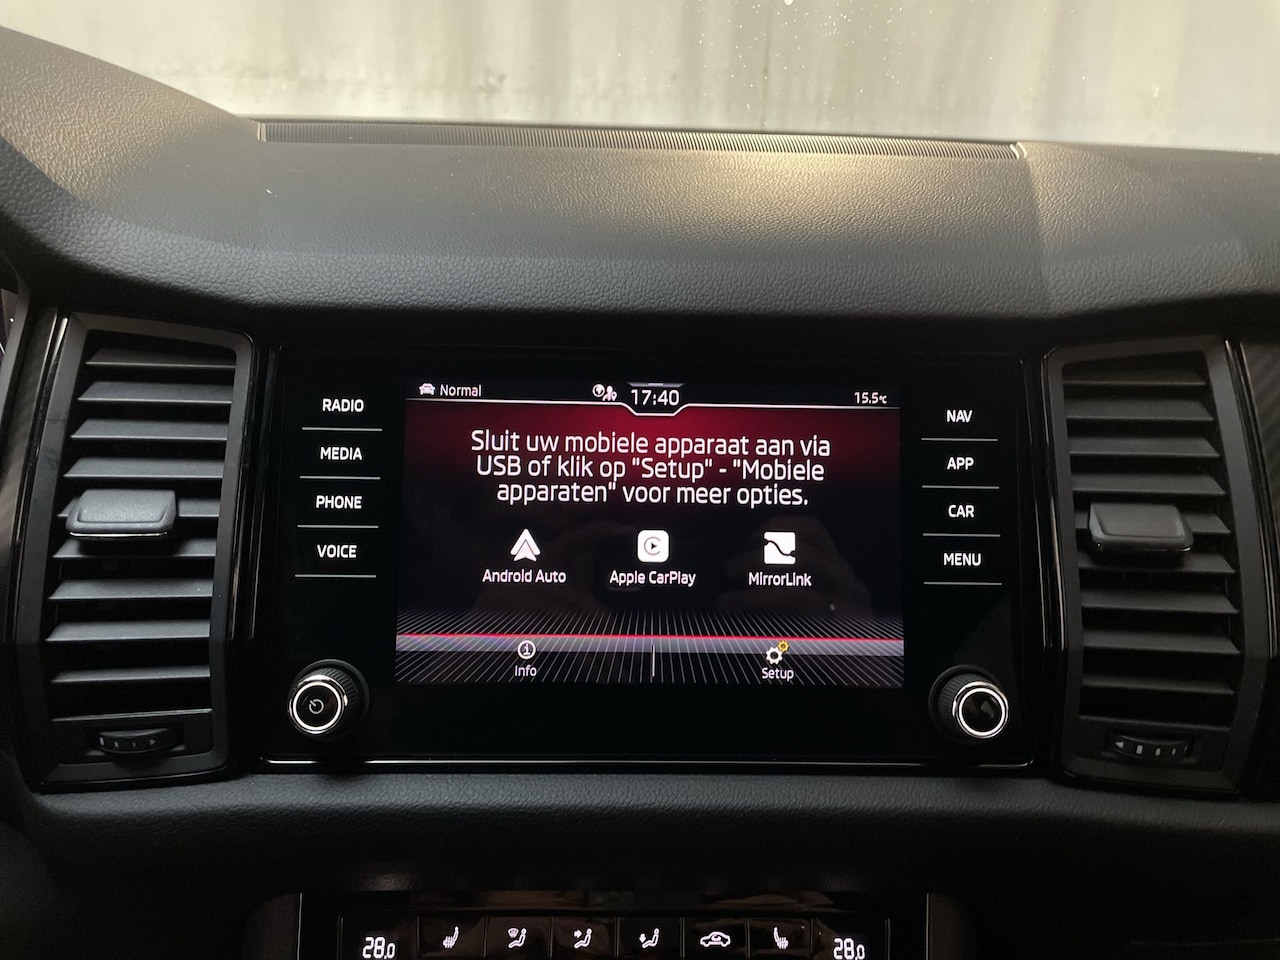 Normal
17:40
15.5°C
RADIO
MEDIA
PHONE
VOICE
Sluit uw mobiele apparaat aan via
USB of klik op "Setup" - "Mobiele
apparaten" voor meer opties.
Android Auto
Apple CarPlay
MirrorLink
Info
Setup
NAV
APP
CAR
MENU
28.0
28.0